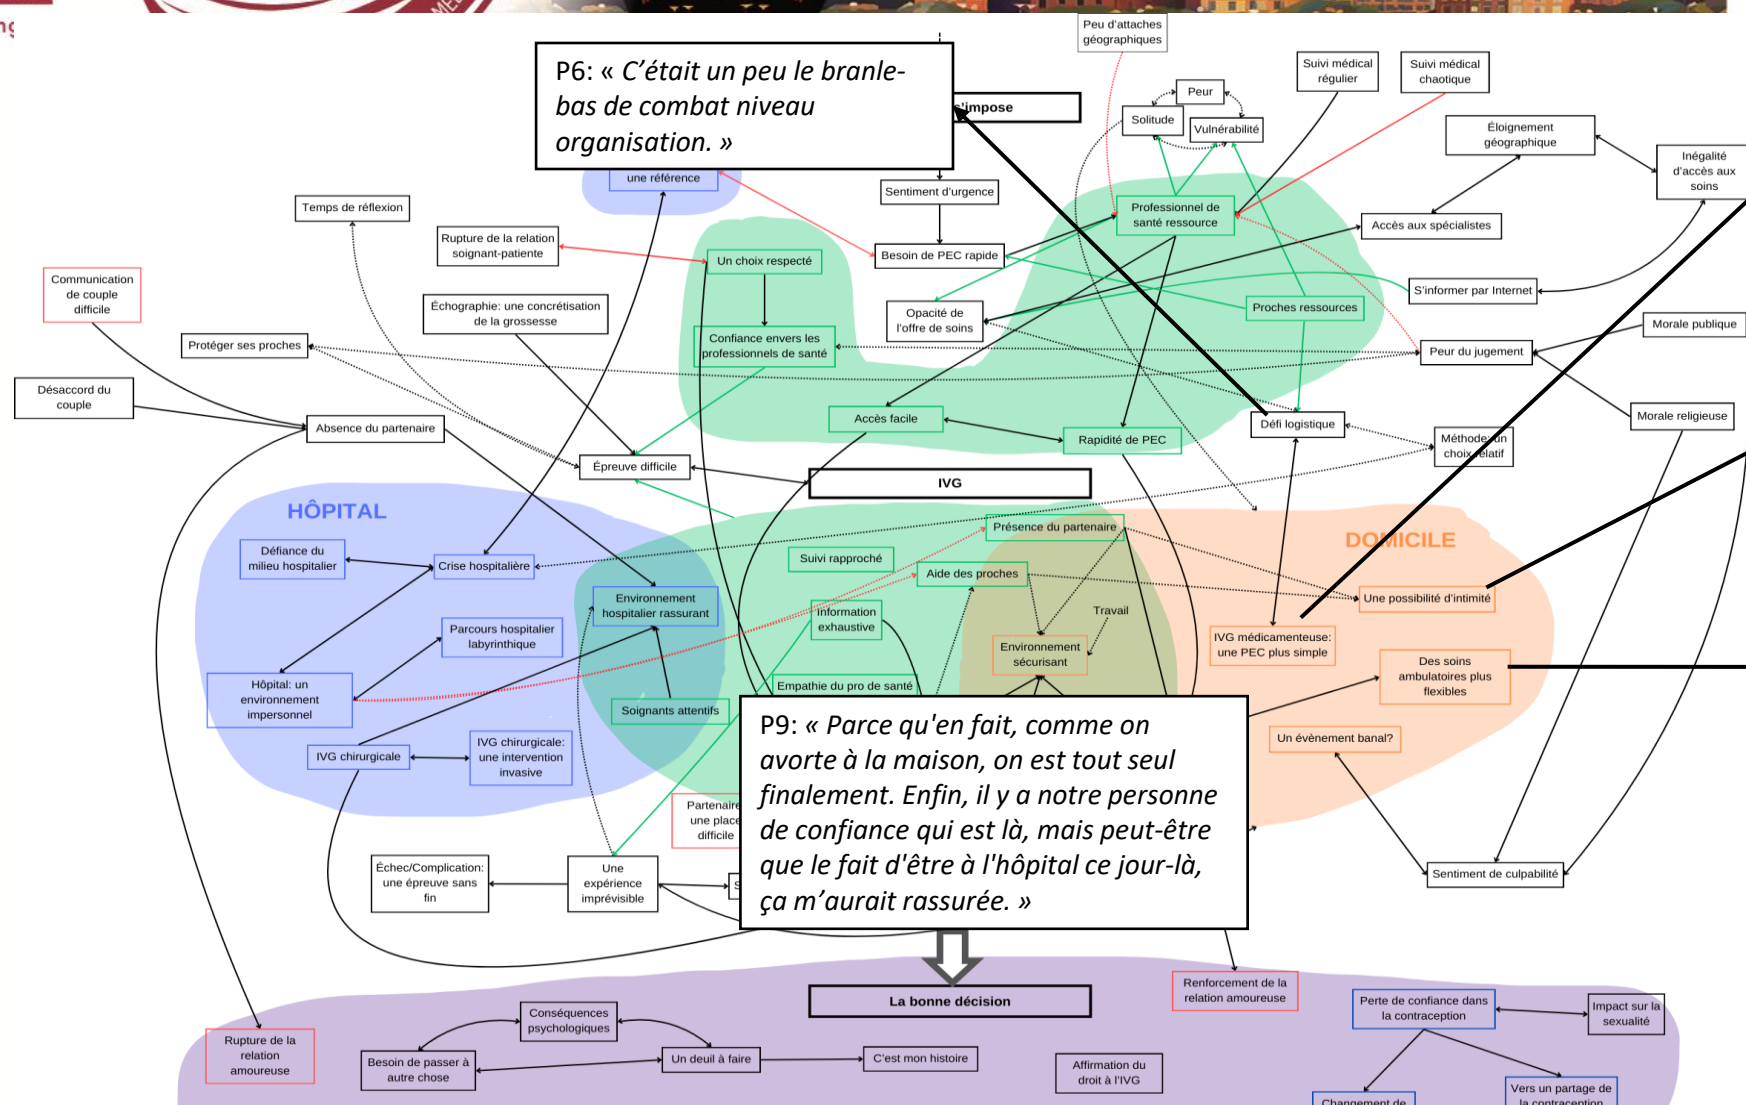 Peu d'attaches
géographiques
P6: « C'était un peu le branle-
bas de combat niveau
organisation. »
s'impose
Peur
Solitude
Vulnérabilité
Suivi médical
régulier
Suivi médical
chaotique
Éloignement
géographique
Inégalité
d'accès aux
soins
une référence
Sentiment d'urgence
Temps de réflexion
Professionnel de
santé ressource
Accès aux spécialistes
Rupture de la relation
soignant-patiente
Un choix respecté
Besoin de PEC rapide
Communication
de couple
difficile
Échographie: une concrétisation
de la grossesse
Opacité de
l'offre de soins
Proches ressources
S'informer par Internet
Morale publique
Protéger ses proches
Confiance envers les
professionnels de santé
Peur du jugement
Désaccord du
couple
Absence du partenaire
Accès facile
Rapidité de PEC
Défi logistique
Morale religieuse
Méthode: un
choix relatif
Épreuve difficile
IVG
HÔPITAL
DOMICILE
Présence du partenaire
Défiance du
milieu hospitalier
Crise hospitalière
Suivi rapproché
Aide des proches
Environnement
hospitalier rassurant
Une possibilité d'intimité
Information
exhaustive
Travail
Parcours hospitalier
labyrinthique
Environnement
sécurisant
IVG médicamenteuse:
une PEC plus simple
Des soins
ambulatoires plus
flexibles
Hôpital: un
environnement
impersonnel
Empathie du pro de santé
Soignants attentifs
IVG chirurgicale
IVG chirurgicale:
une intervention
invasive
Un évènement banal?
P9: « Parce qu'en fait, comme on
avorte à la maison, on est tout seul
finalement. Enfin, il y a notre personne
de confiance qui est là, mais peut-être
que le fait d'être à l'hôpital ce jour-là,
ça m'aurait rassurée. »
Partenaire
une place
difficile
Échec/Complication:
une épreuve sans
fin
Une
expérience
imprévisible
Sentiment de culpabilité
La bonne décision
Renforcement de la
relation amoureuse
Perte de confiance dans
la contraception
Impact sur la
sexualité
Conséquences
psychologiques
Rupture de la
relation
amoureuse
Besoin de passer à
autre chose
Un deuil à faire
C'est mon histoire
Affirmation du
droit à l'IVG
Changement de
Vers un partage de
la contraception